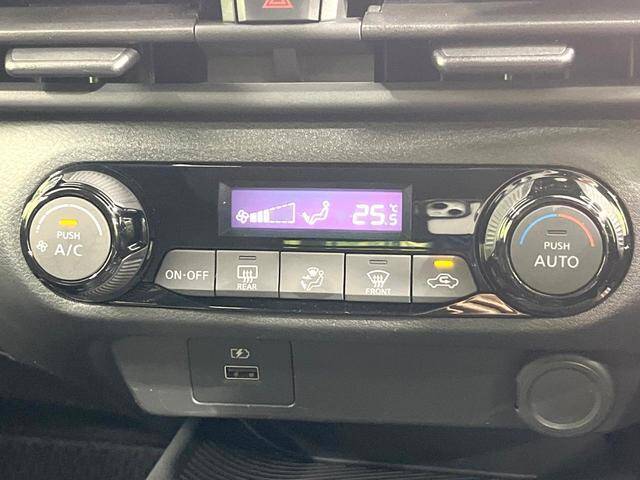 25.5 °C
PUSH
A/C
PUSH
AUTO
ON·OFF
REAR
FRONT